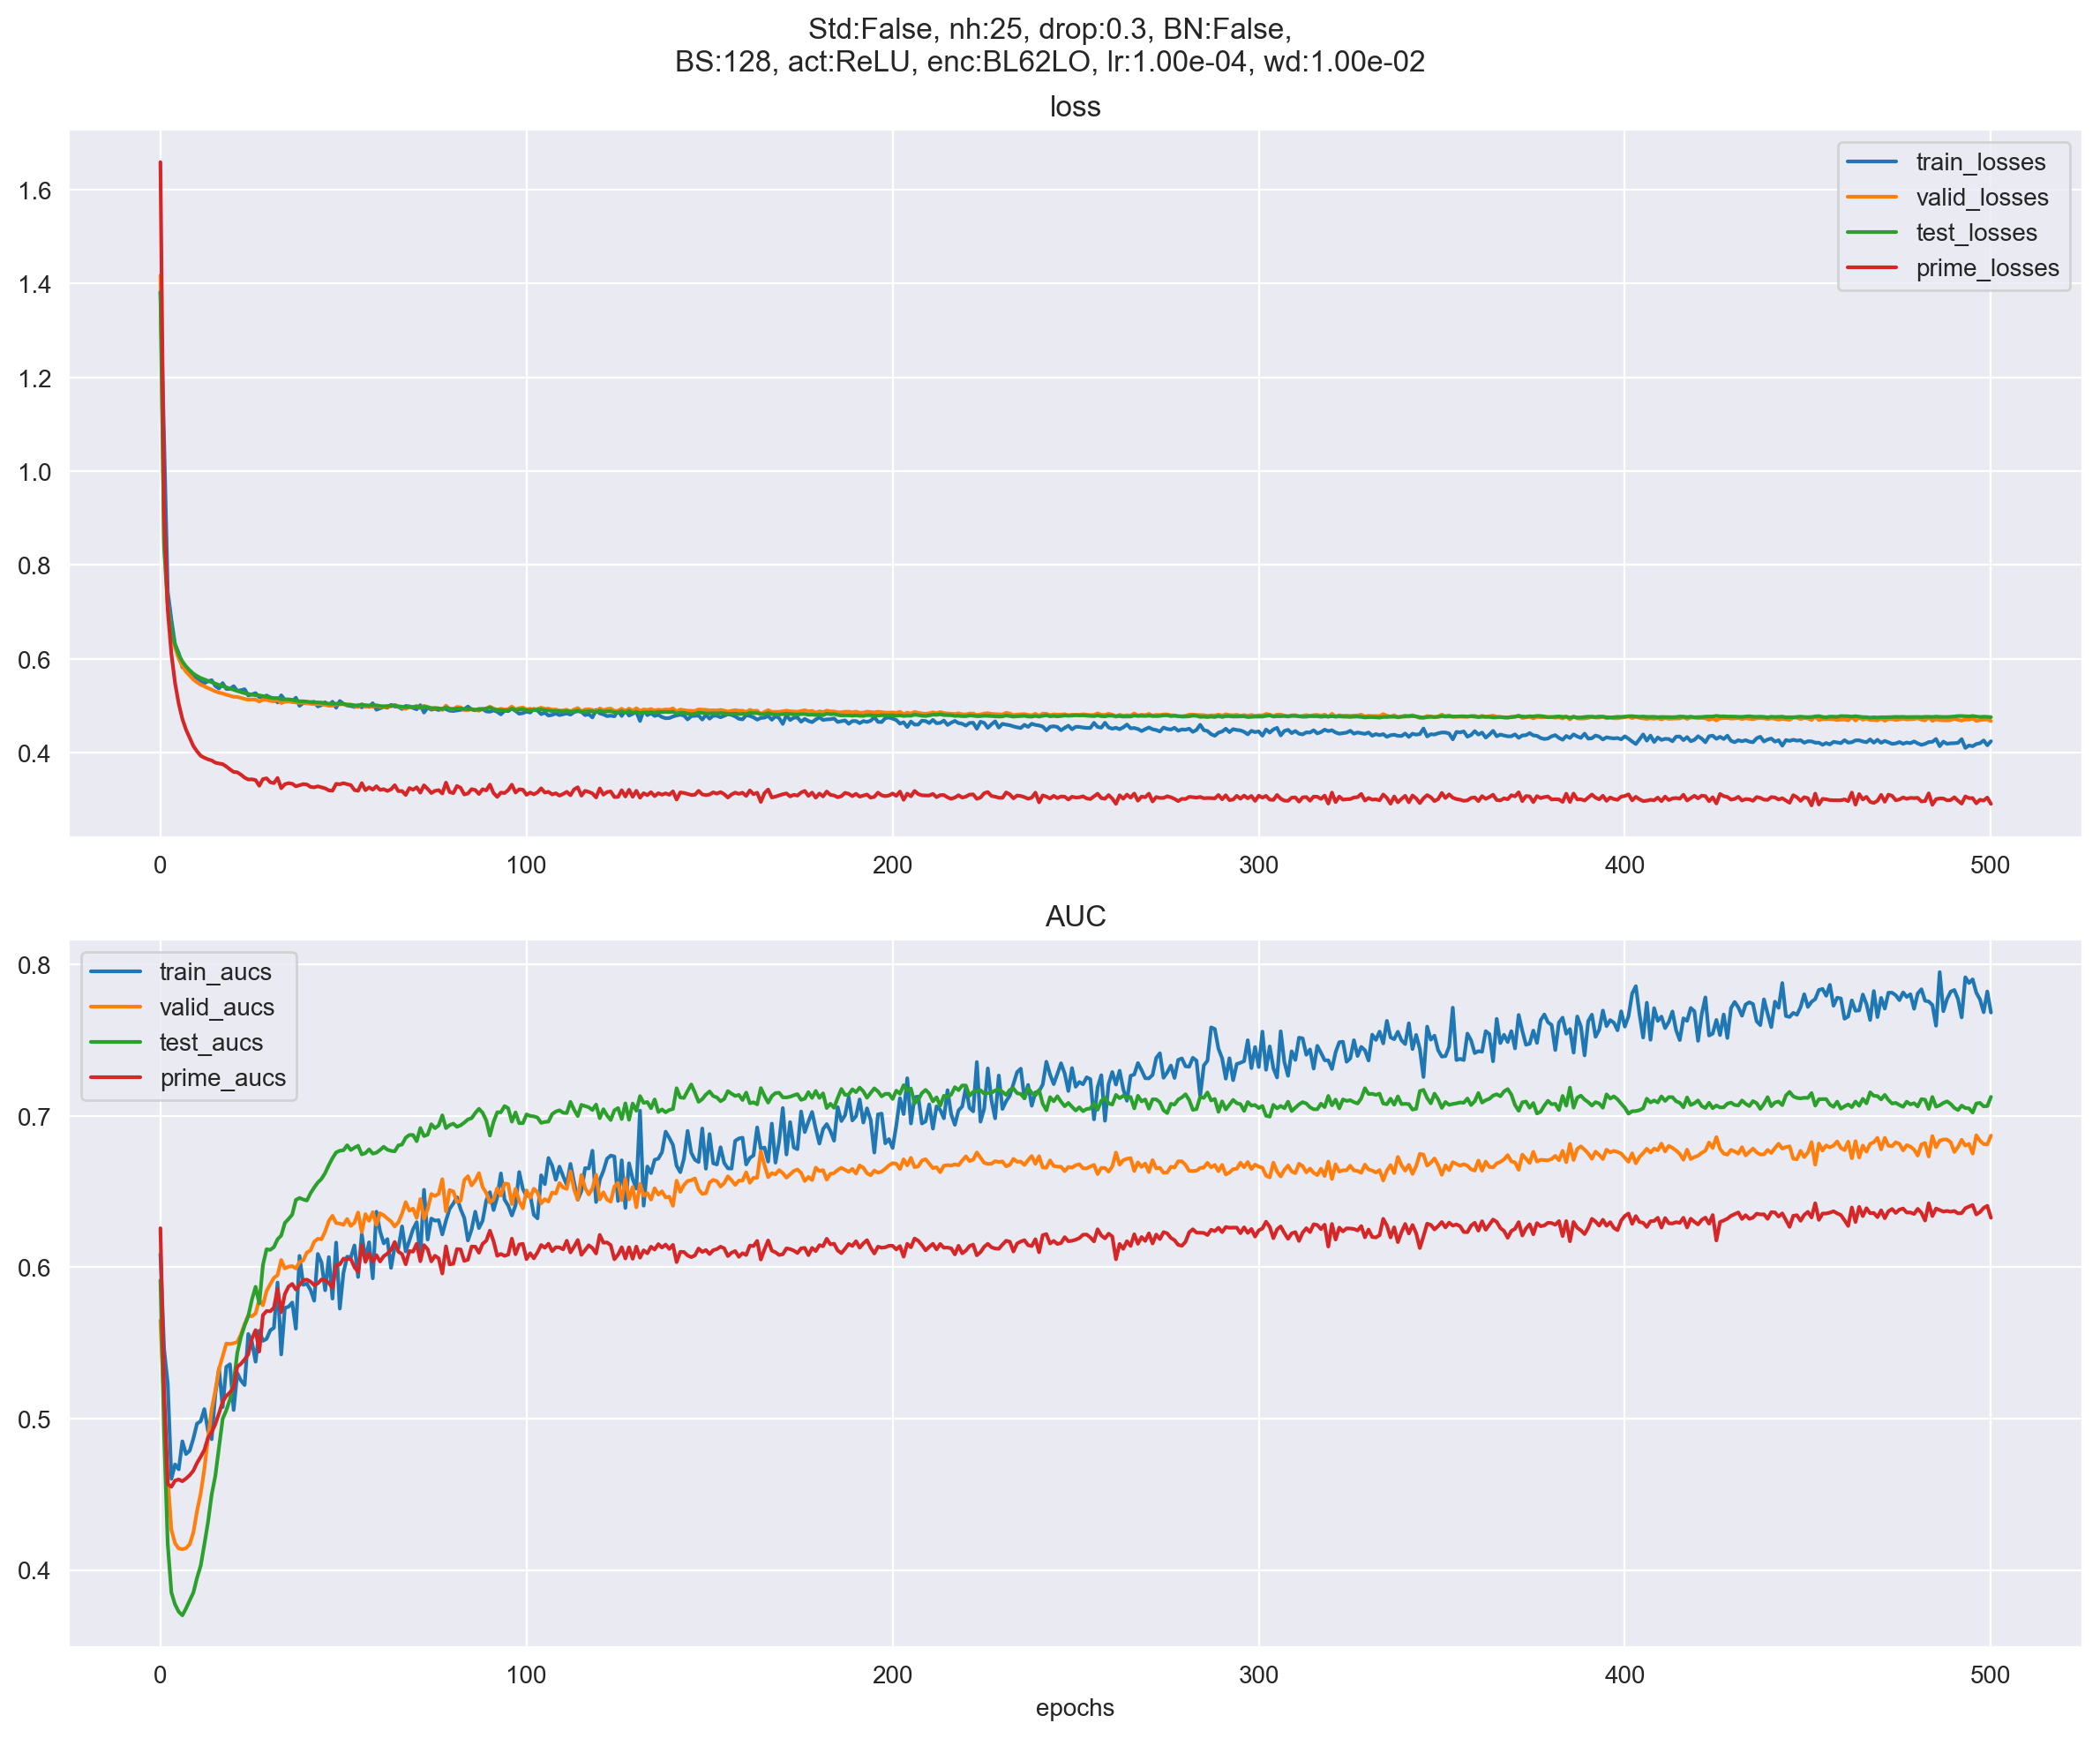 Std:False, nh:25, drop:0.3, BN:False,
BS:128, act:ReLU, enc:BL62LO, lr:1.00e-04, wd:1.00e-02
loss
1.6
1.4
1.2
1.0
0.8
0.6
0.4
train_losses
valid_losses
test_losses
prime_losses
0 100 200 300 400 500
AUC
0.8
0.7
0.6
0.5
0.4
train_aucs
valid_aucs
test_aucs
prime_aucs
0 100 200 300 400 500
epochs